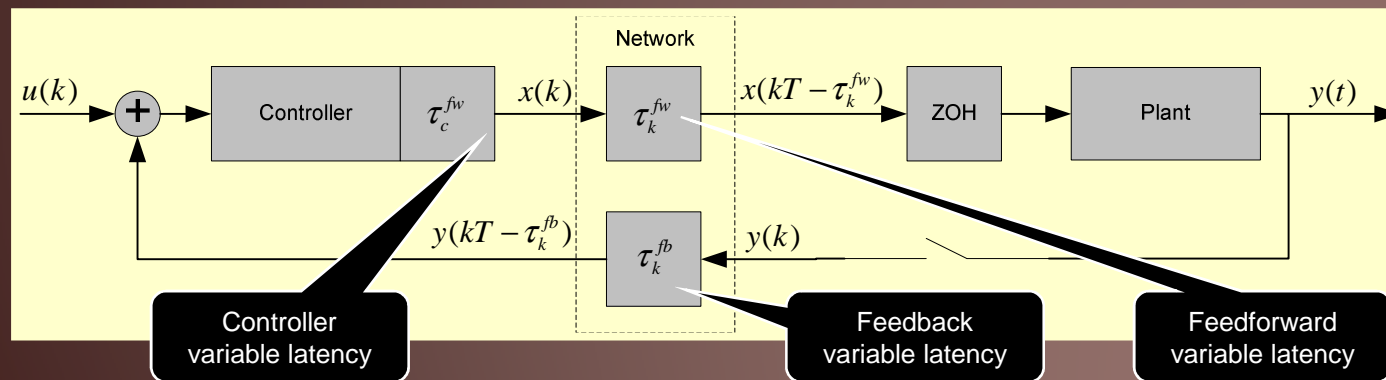 Network
u(k)
+
Controller
τ_c^{fw}
x(k)
τ_k^{fw}
x(kT − τ_k^{fw})
ZOH
Plant
y(t)
y(kT − τ_k^{fb})
τ_k^{fb}
y(k)
Controller
variable latency
Feedback
variable latency
Feedforward
variable latency